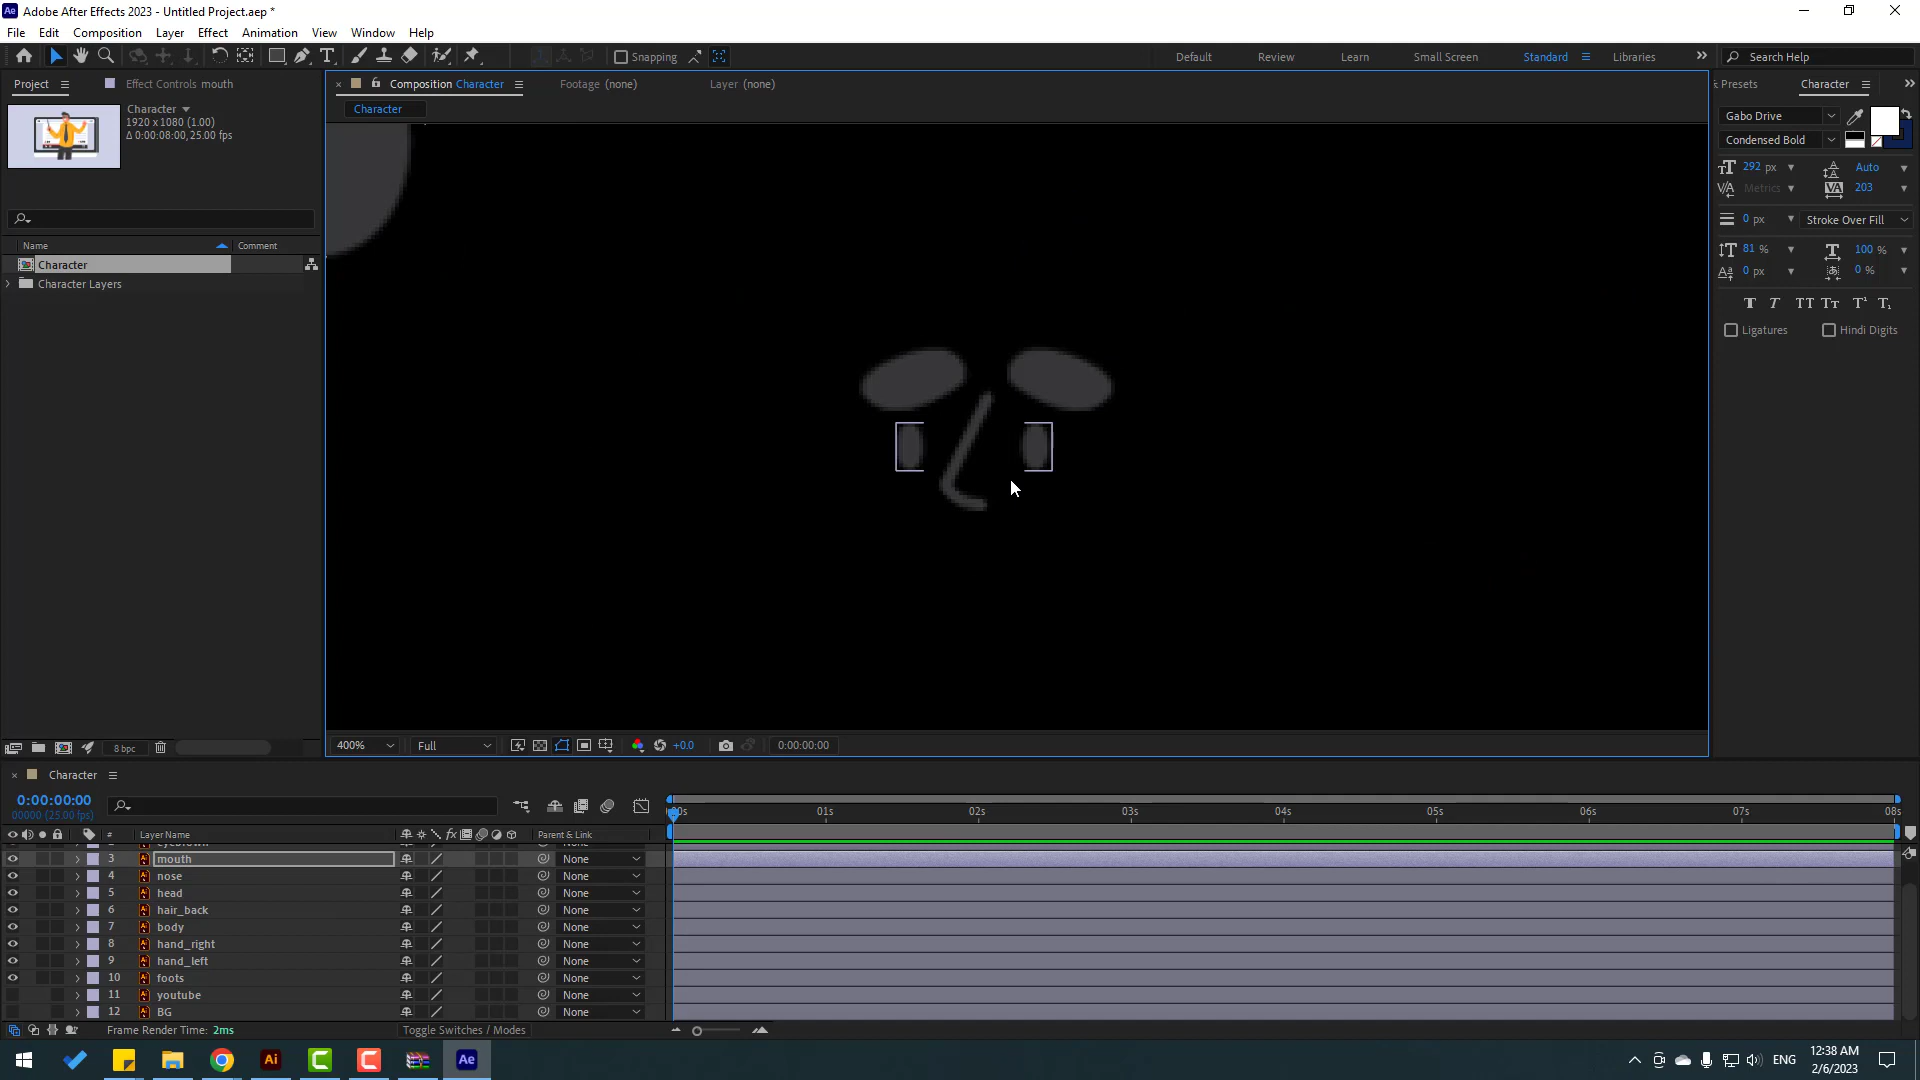 Adobe After Effects 2023 - Untitled Project.aep *
File Edit Composition Layer Effect Animation View Window Help
Snapping
Default Review Learn Small Screen Standard Libraries Search Help
Project Effect Controls mouth
Composition Character
Footage (none)
Layer (none)
Presets Character
Character
1920 x 1080 (1.00)
Δ 0:00:08:00, 25.00 fps
Character
Gabo Drive
Condensed Bold
292 px Auto
Metrics 203
0 px Stroke Over Fill
81 % 100 %
0 px 0 %
Ligatures Hindi Digits
Name Comment
Character
Character Layers
8 bpc
400% Full +0.0 0:00:00:00
Character
0:00:00:00
00000 (25.00 fps)
00s 01s 02s 03s 04s 05s 06s 07s 08s
# Layer Name Parent & Link
3 mouth None
4 nose None
5 head None
6 hair_back None
7 body None
8 hand_right None
9 hand_left None
10 foots None
11 youtube None
12 BG None
Frame Render Time: 2ms Toggle Switches / Modes
ENG 12:38 AM
2/6/2023